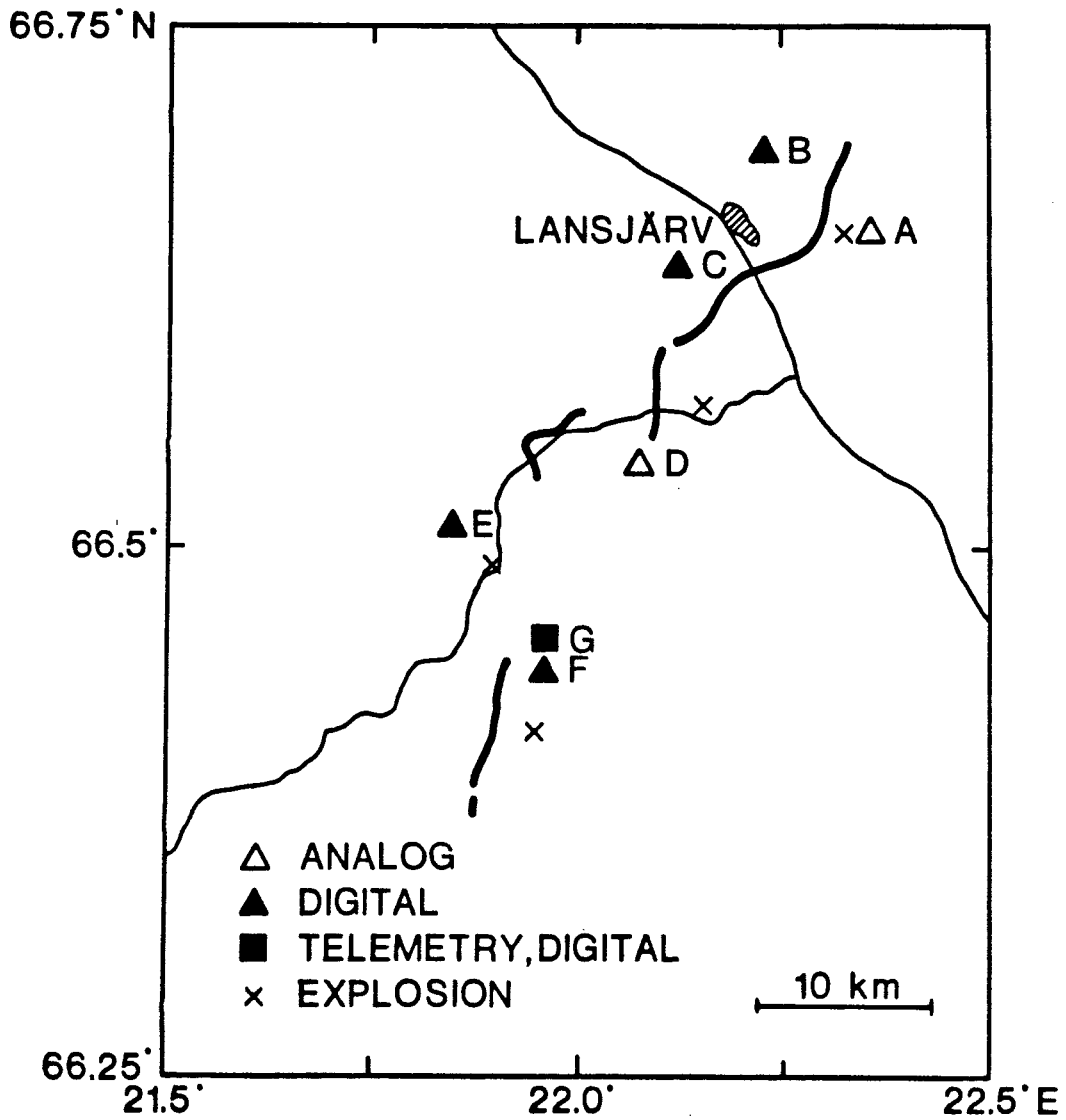 66.75°N
B
LANSJÄRV
A
C
D
E
66.5°
G
F
ANALOG
DIGITAL
TELEMETRY, DIGITAL
EXPLOSION
10 km
66.25°
21.5°
22.0°
22.5°E